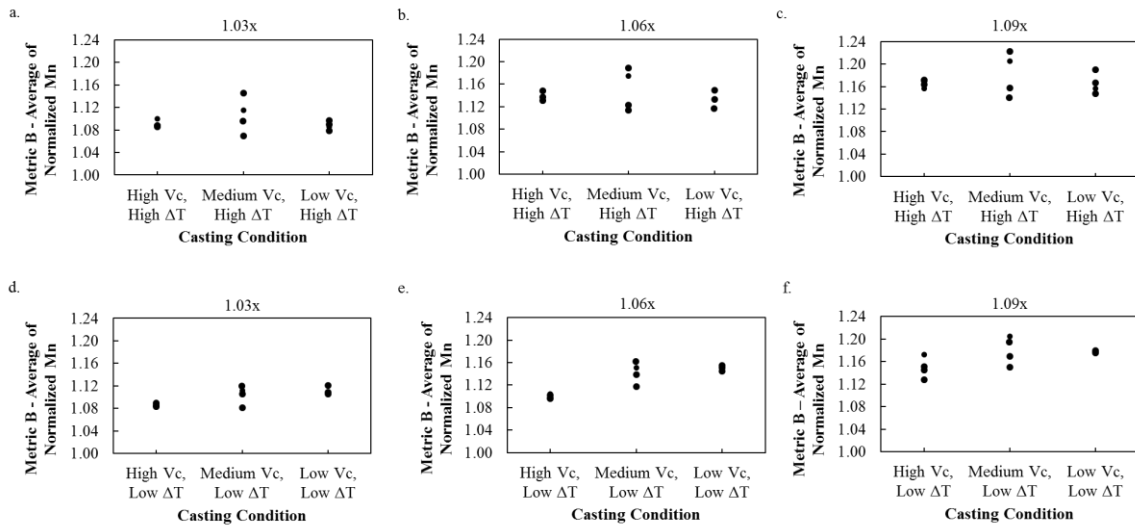 a.
1.03x
Metric B - Average of
Normalized Mn
1.24
1.20
1.16
1.12
1.08
1.04
1.00
High Vc, Medium Vc, Low Vc,
High ΔT High ΔT High ΔT
Casting Condition
b.
1.06x
Metric B - Average of
Normalized Mn
1.24
1.20
1.16
1.12
1.08
1.04
1.00
High Vc, Medium Vc, Low Vc,
High ΔT High ΔT High ΔT
Casting Condition
c.
1.09x
Metric B - Average of
Normalized Mn
1.24
1.20
1.16
1.12
1.08
1.04
1.00
High Vc, Medium Vc, Low Vc,
High ΔT High ΔT High ΔT
Casting Condition
d.
1.03x
Metric B - Average of
Normalized Mn
1.24
1.20
1.16
1.12
1.08
1.04
1.00
High Vc, Medium Vc, Low Vc,
Low ΔT Low ΔT Low ΔT
Casting Condition
e.
1.06x
Metric B - Average of
Normalized Mn
1.24
1.20
1.16
1.12
1.08
1.04
1.00
High Vc, Medium Vc, Low Vc,
Low ΔT Low ΔT Low ΔT
Casting Condition
f.
1.09x
Metric B – Average of
Normalized Mn
1.24
1.20
1.16
1.12
1.08
1.04
1.00
High Vc, Medium Vc, Low Vc,
Low ΔT Low ΔT Low ΔT
Casting Condition